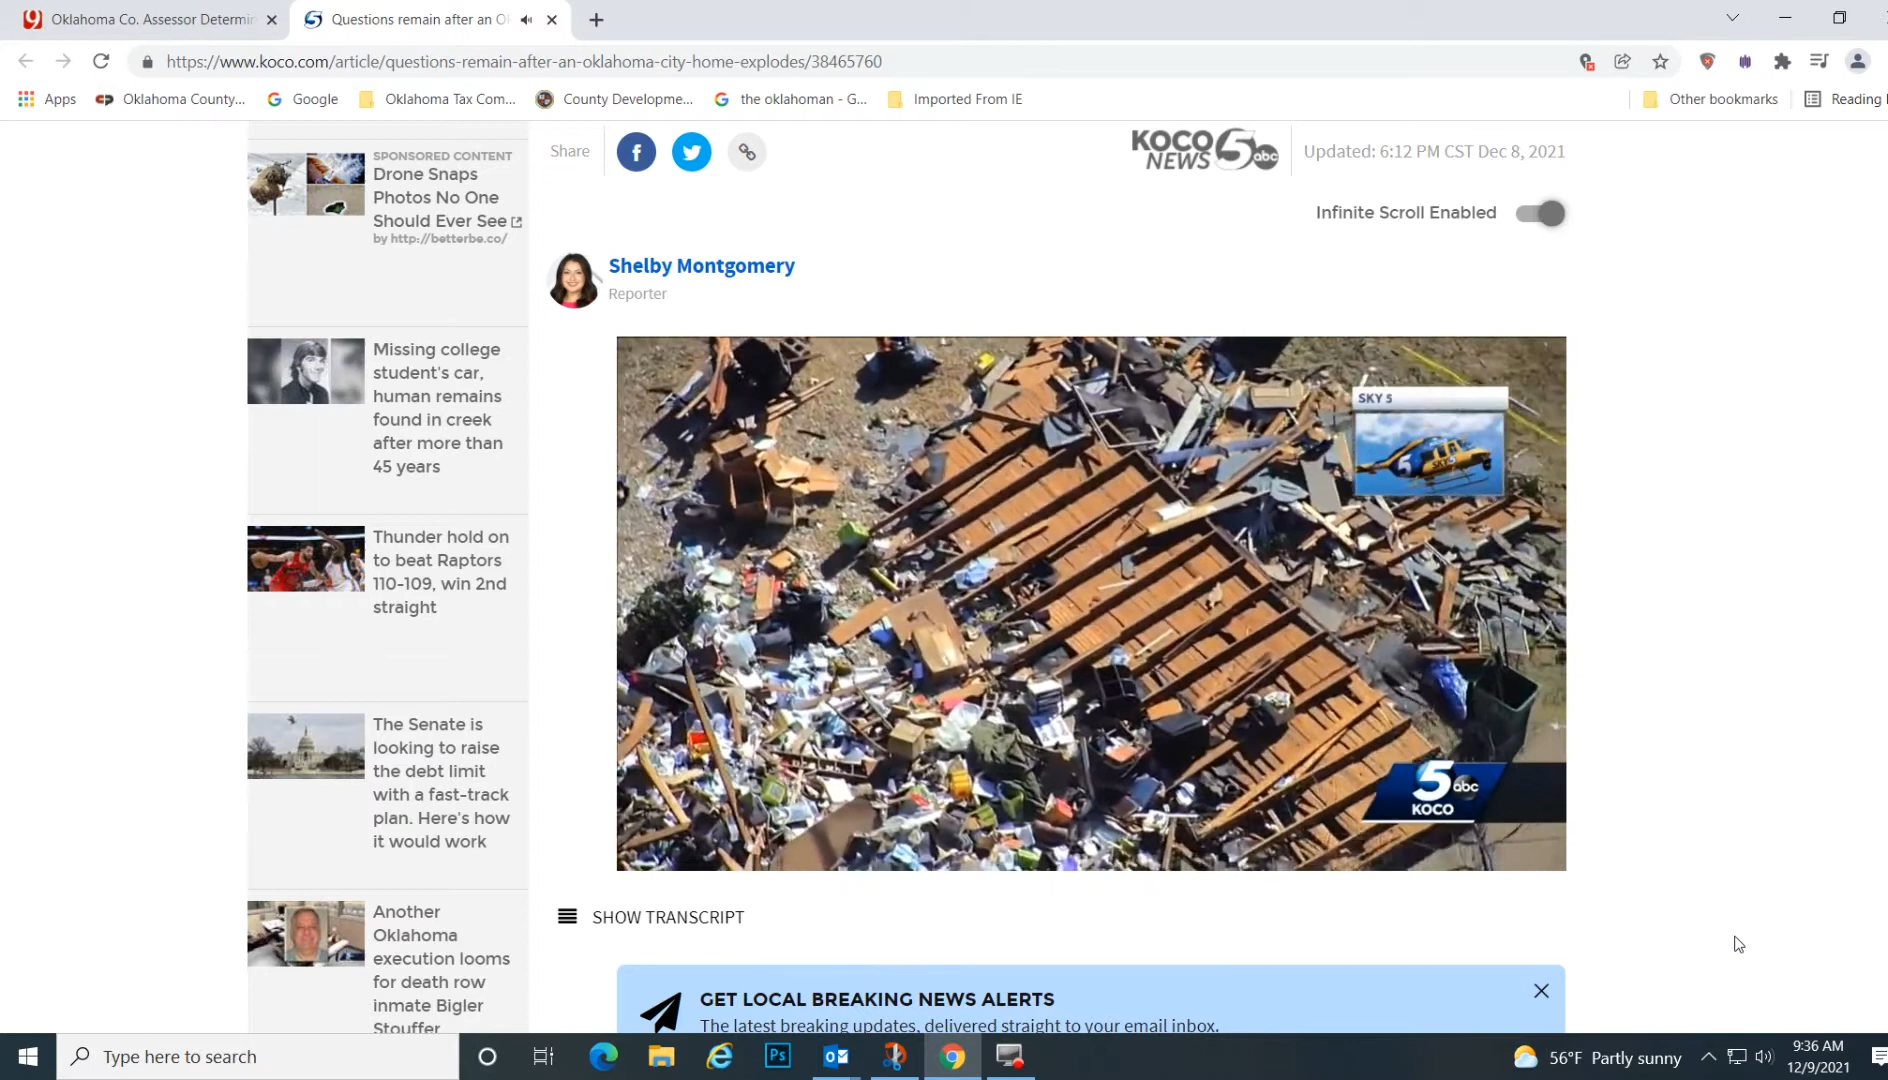 Oklahoma Co. Assessor Determin
Questions remain after an O
https://www.koco.com/article/questions-remain-after-an-oklahoma-city-home-explodes/38465760
Apps
Oklahoma County...
Google
Oklahoma Tax Com...
County Developme...
the oklahoman - G...
Imported From IE
Other bookmarks
Reading
SPONSORED CONTENT
Drone Snaps
Photos No One
Should Ever See
by http://betterbe.co/
Missing college
student's car,
human remains
found in creek
after more than
45 years
Thunder hold on
to beat Raptors
110-109, win 2nd
straight
The Senate is
looking to raise
the debt limit
with a fast-track
plan. Here's how
it would work
Another
Oklahoma
execution looms
for death row
inmate Bigler
Stouffer
Share
KOCO 5
NEWS abc
Updated: 6:12 PM CST Dec 8, 2021
Infinite Scroll Enabled
Shelby Montgomery
Reporter
SKY 5
5 SKY5
5 abc
KOCO
SHOW TRANSCRIPT
GET LOCAL BREAKING NEWS ALERTS
The latest breaking updates, delivered straight to your email inbox.
Type here to search
Ps
56°F Partly sunny
9:36 AM
12/9/2021